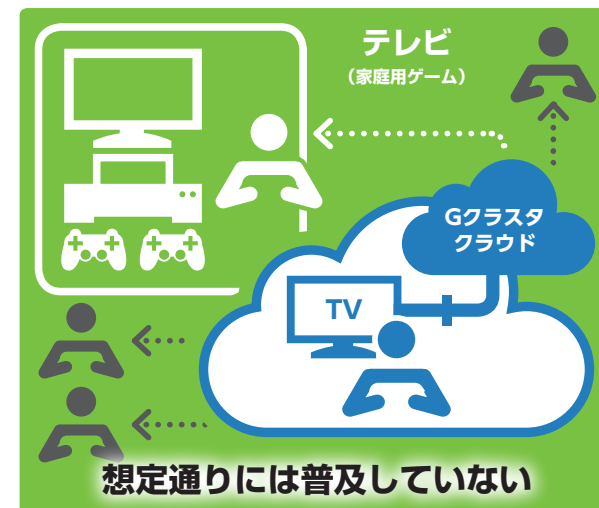 テレビ
（家庭用ゲーム）
Gクラスタ
クラウド
TV
想定通りには普及していない